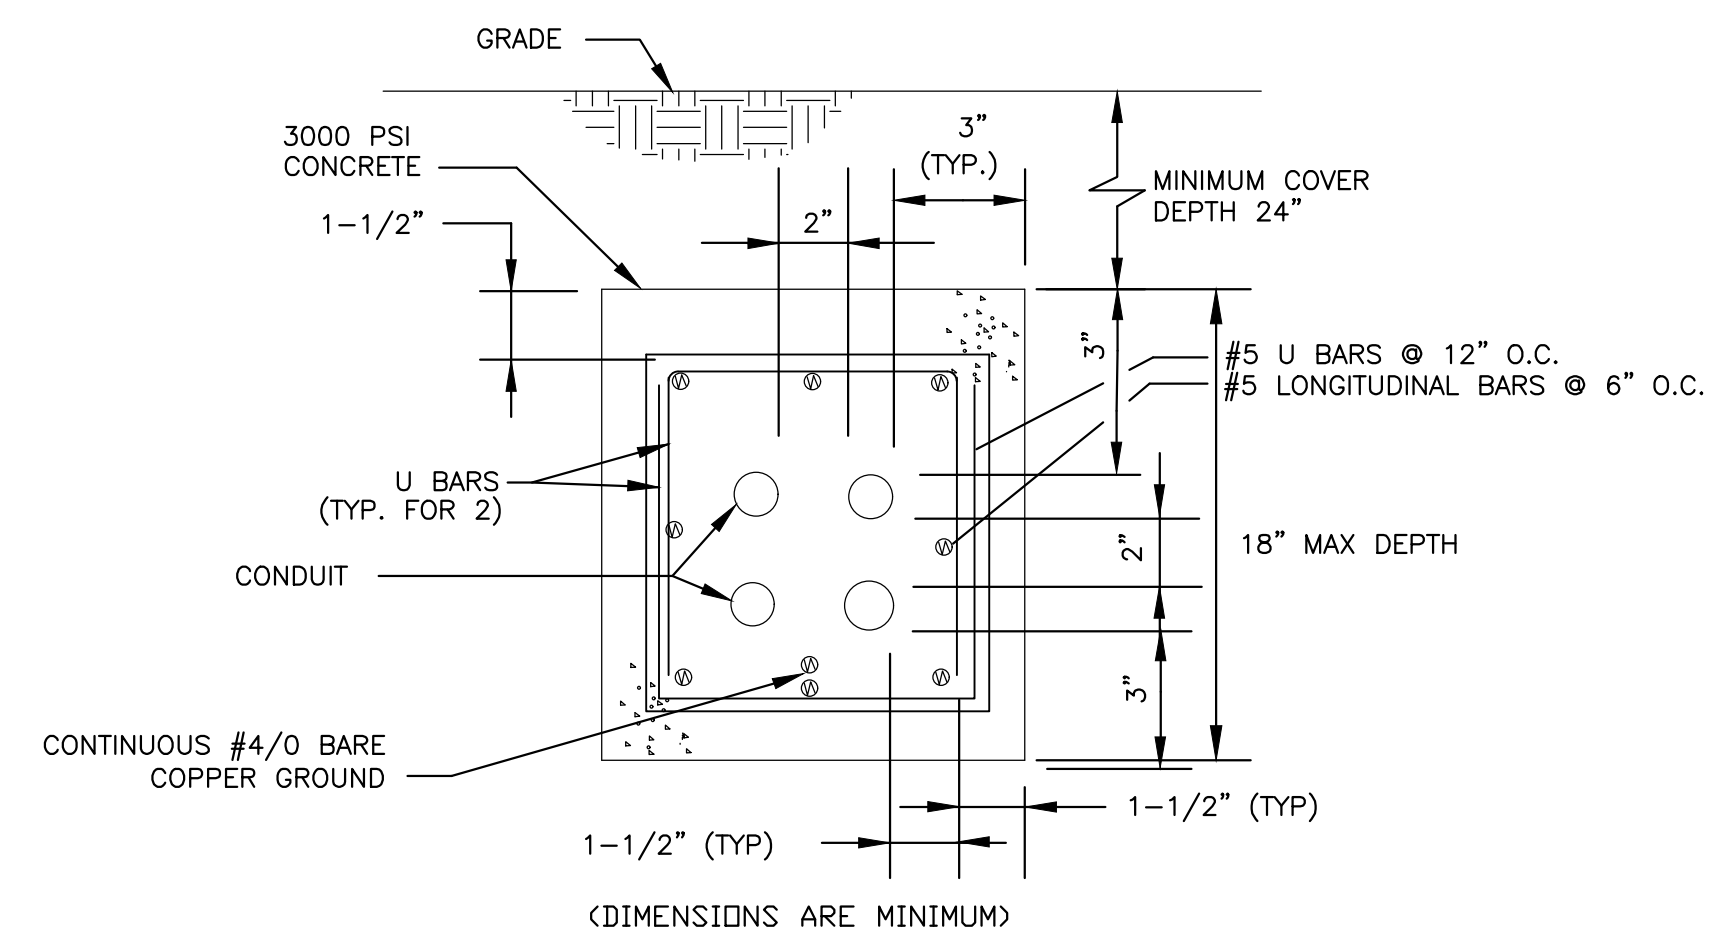 GRADE
3000 PSI
CONCRETE
1-1/2"
3"
(TYP.)
2"
MINIMUM COVER
DEPTH 24"
3"
#5 U BARS @ 12" O.C.
#5 LONGITUDINAL BARS @ 6" O.C.
U BARS
(TYP. FOR 2)
2"
18" MAX DEPTH
CONDUIT
3"
CONTINUOUS #4/0 BARE
COPPER GROUND
1-1/2" (TYP)
1-1/2" (TYP)
(DIMENSIONS ARE MINIMUM)